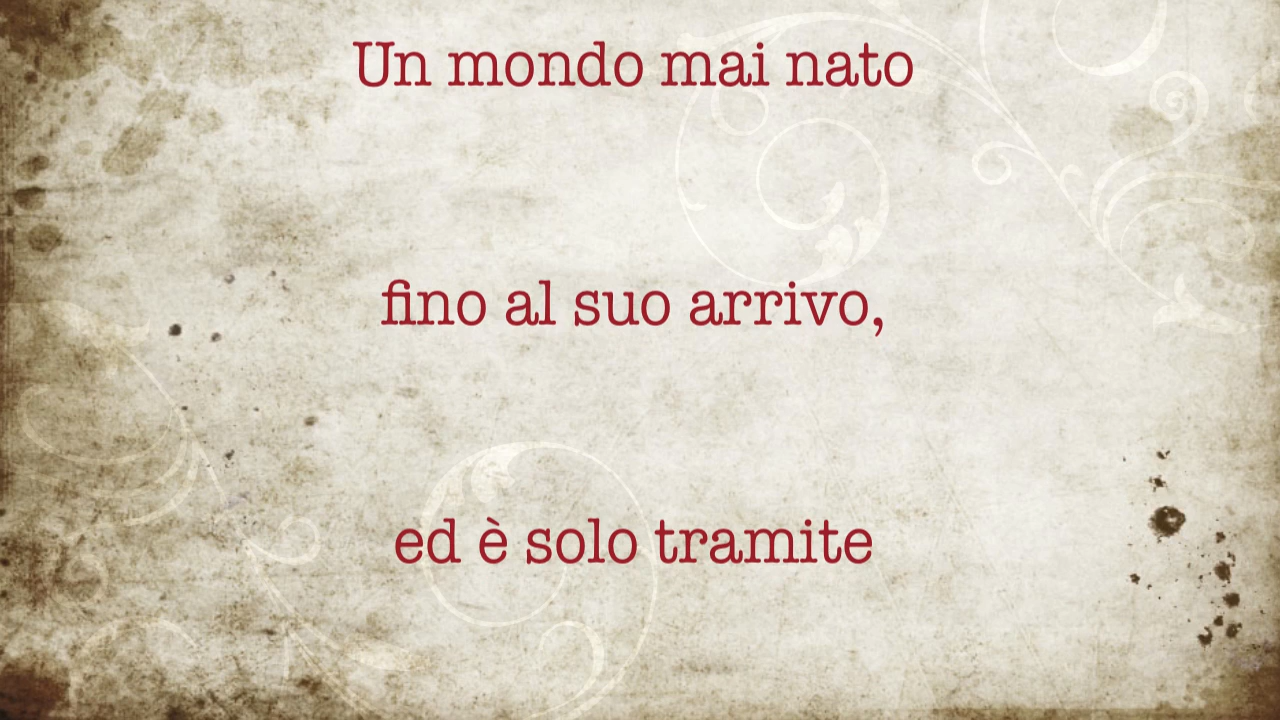 Un mondo mai nato
fino al suo arrivo,
ed è solo tramite